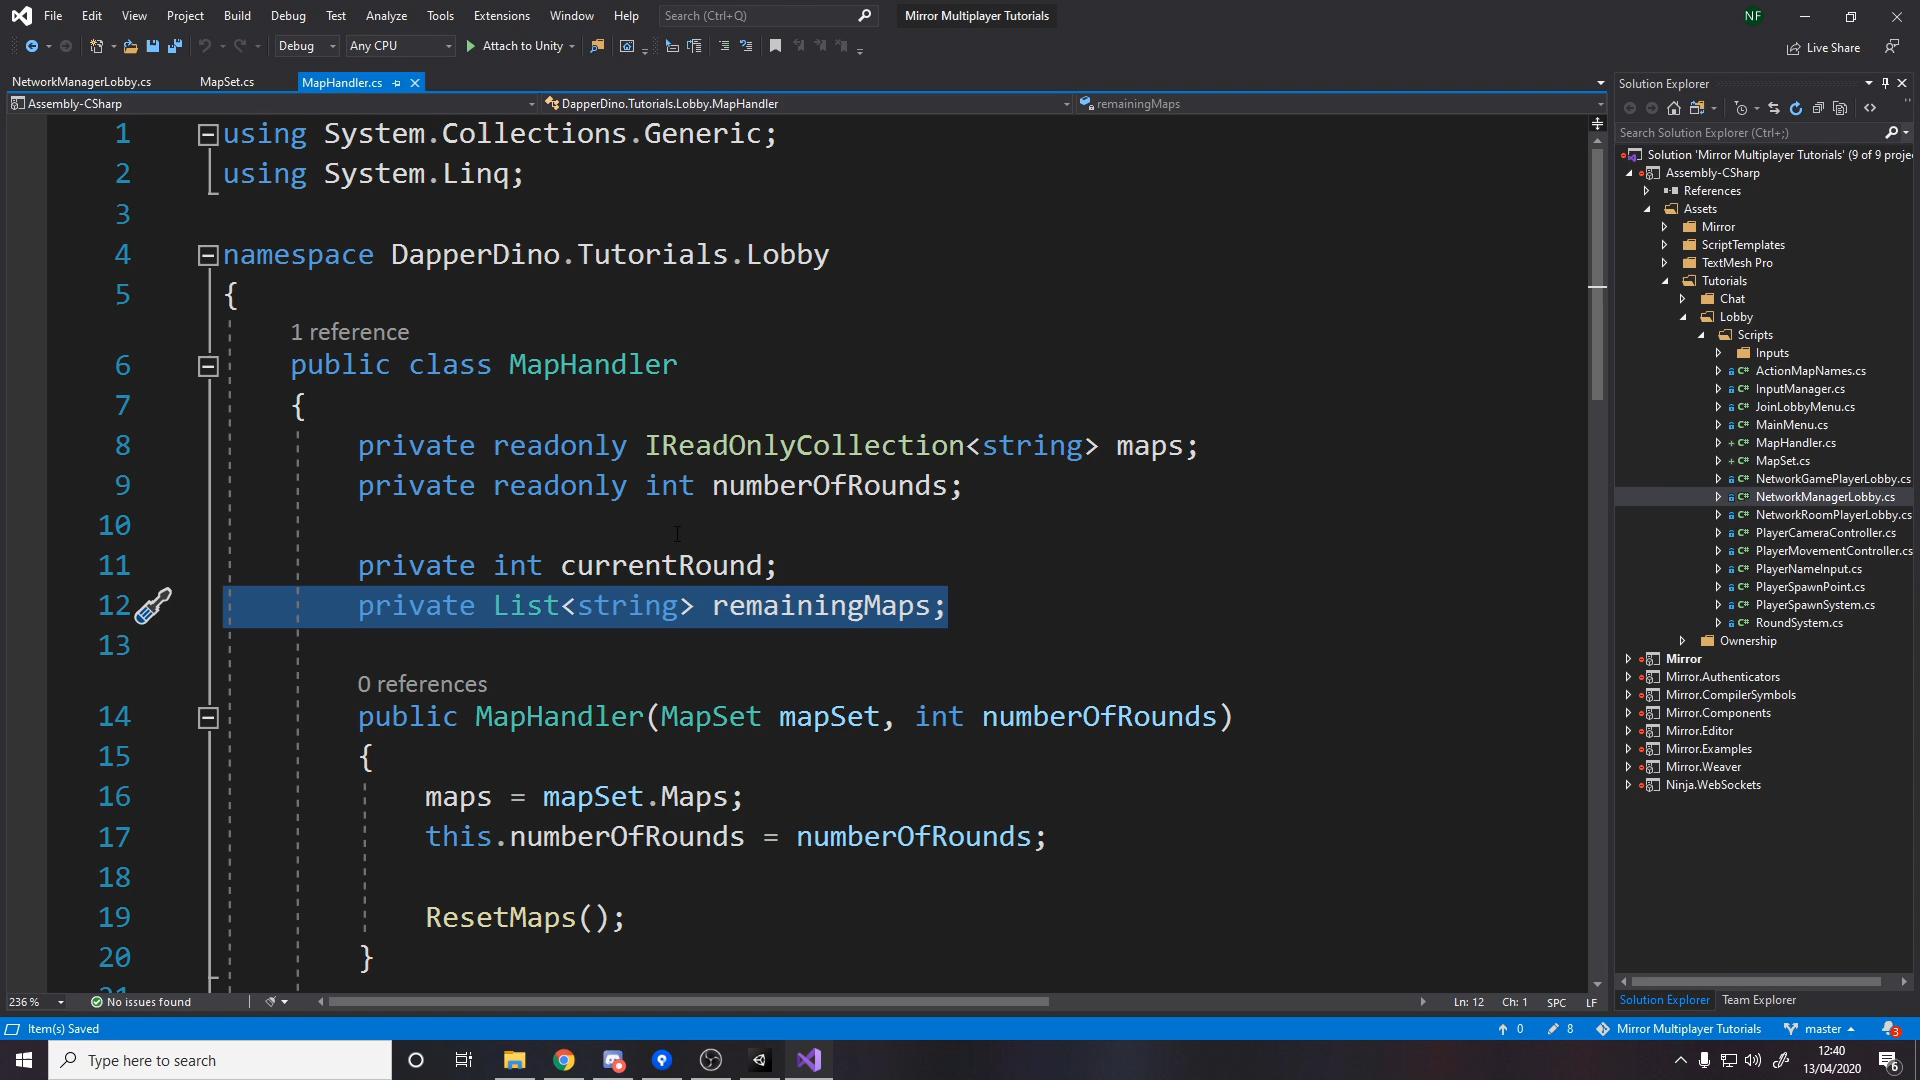 File Edit View Project Build Debug Test Analyze Tools Extensions Window Help Search (Ctrl+Q) Mirror Multiplayer Tutorials NF
Debug Any CPU Attach to Unity Live Share
NetworkManagerLobby.cs MapSet.cs MapHandler.cs
Assembly-CSharp DapperDino.Tutorials.Lobby.MapHandler remainingMaps
1 using System.Collections.Generic;
2 using System.Linq;
3
4 namespace DapperDino.Tutorials.Lobby
5 {
1 reference
6 public class MapHandler
7 {
8 private readonly IReadOnlyCollection<string> maps;
9 private readonly int numberOfRounds;
10
11 private int currentRound;
12 private List<string> remainingMaps;
13
0 references
14 public MapHandler(MapSet mapSet, int numberOfRounds)
15 {
16 maps = mapSet.Maps;
17 this.numberOfRounds = numberOfRounds;
18
19 ResetMaps();
20 }
21
236 % No issues found Ln: 12 Ch: 1 SPC LF
Solution Explorer
Search Solution Explorer (Ctrl+;)
Solution 'Mirror Multiplayer Tutorials' (9 of 9 proje
Assembly-CSharp
References
Assets
Mirror
ScriptTemplates
TextMesh Pro
Tutorials
Chat
Lobby
Scripts
Inputs
C# ActionMapNames.cs
C# InputManager.cs
C# JoinLobbyMenu.cs
C# MainMenu.cs
+ C# MapHandler.cs
+ C# MapSet.cs
C# NetworkGamePlayerLobby.cs
C# NetworkManagerLobby.cs
C# NetworkRoomPlayerLobby.cs
C# PlayerCameraController.cs
C# PlayerMovementController.cs
C# PlayerNameInput.cs
C# PlayerSpawnPoint.cs
C# PlayerSpawnSystem.cs
C# RoundSystem.cs
Ownership
Mirror
Mirror.Authenticators
Mirror.CompilerSymbols
Mirror.Components
Mirror.Editor
Mirror.Examples
Mirror.Weaver
Ninja.WebSockets
Solution Explorer Team Explorer
Item(s) Saved 0 8 Mirror Multiplayer Tutorials master 3
Type here to search 12:40
13/04/2020 6